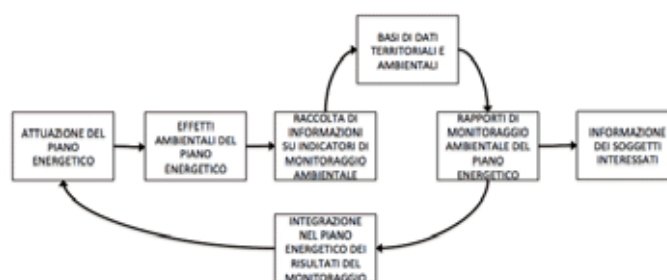 BASI DI DATI
TERRITORIALI E
AMBIENTALI
ATTUAZIONE DEL
PIANO
ENERGETICO
EFFETTI
AMBIENTALI DEL
PIANO
ENERGETICO
RACCOLTA DI
INFORMAZIONI
SU INDICATORI DI
MONITORAGGIO
AMBIENTALE
RAPPORTI DI
MONITORAGGIO
AMBIENTALE DEL
PIANO
ENERGETICO
INFORMAZIONE
DEI SOGGETTI
INTERESSATI
INTEGRAZIONE
NEL PIANO
ENERGETICO DEI
RISULTATI DEL
MONITORAGGIO